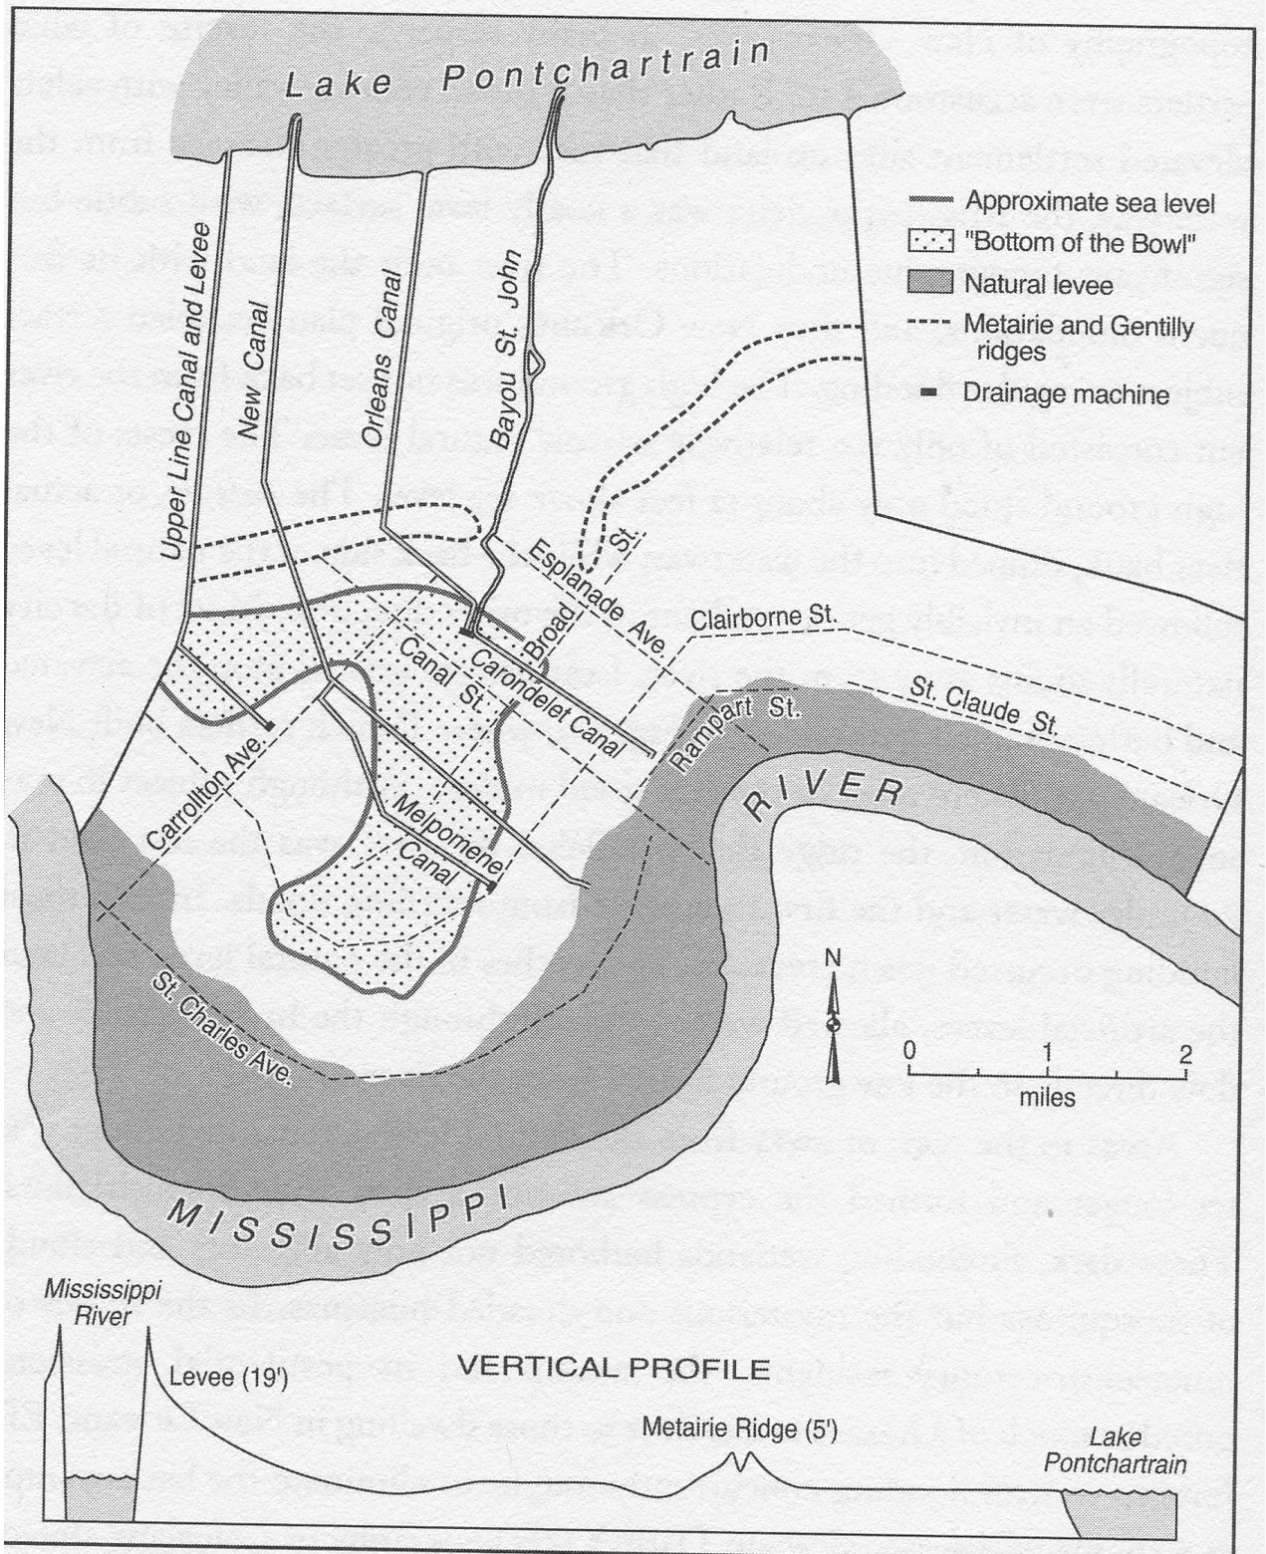 Lake Pontchartrain
Approximate sea level
"Bottom of the Bowl"
Natural levee
Metairie and Gentilly
ridges
Drainage machine
Upper Line Canal and Levee
New Canal
Orleans Canal
Bayou St. John
Esplanade Ave.
Broad St.
Clairborne St.
Canal St.
Carondelet Canal
Rampart St.
St. Claude St.
Carrollton Ave.
Melpomene
Canal
St. Charles Ave.
RIVER
MISSISSIPPI
N
0 1 2
miles
Mississippi
River
Levee (19')
VERTICAL PROFILE
Metairie Ridge (5')
Lake
Pontchartrain